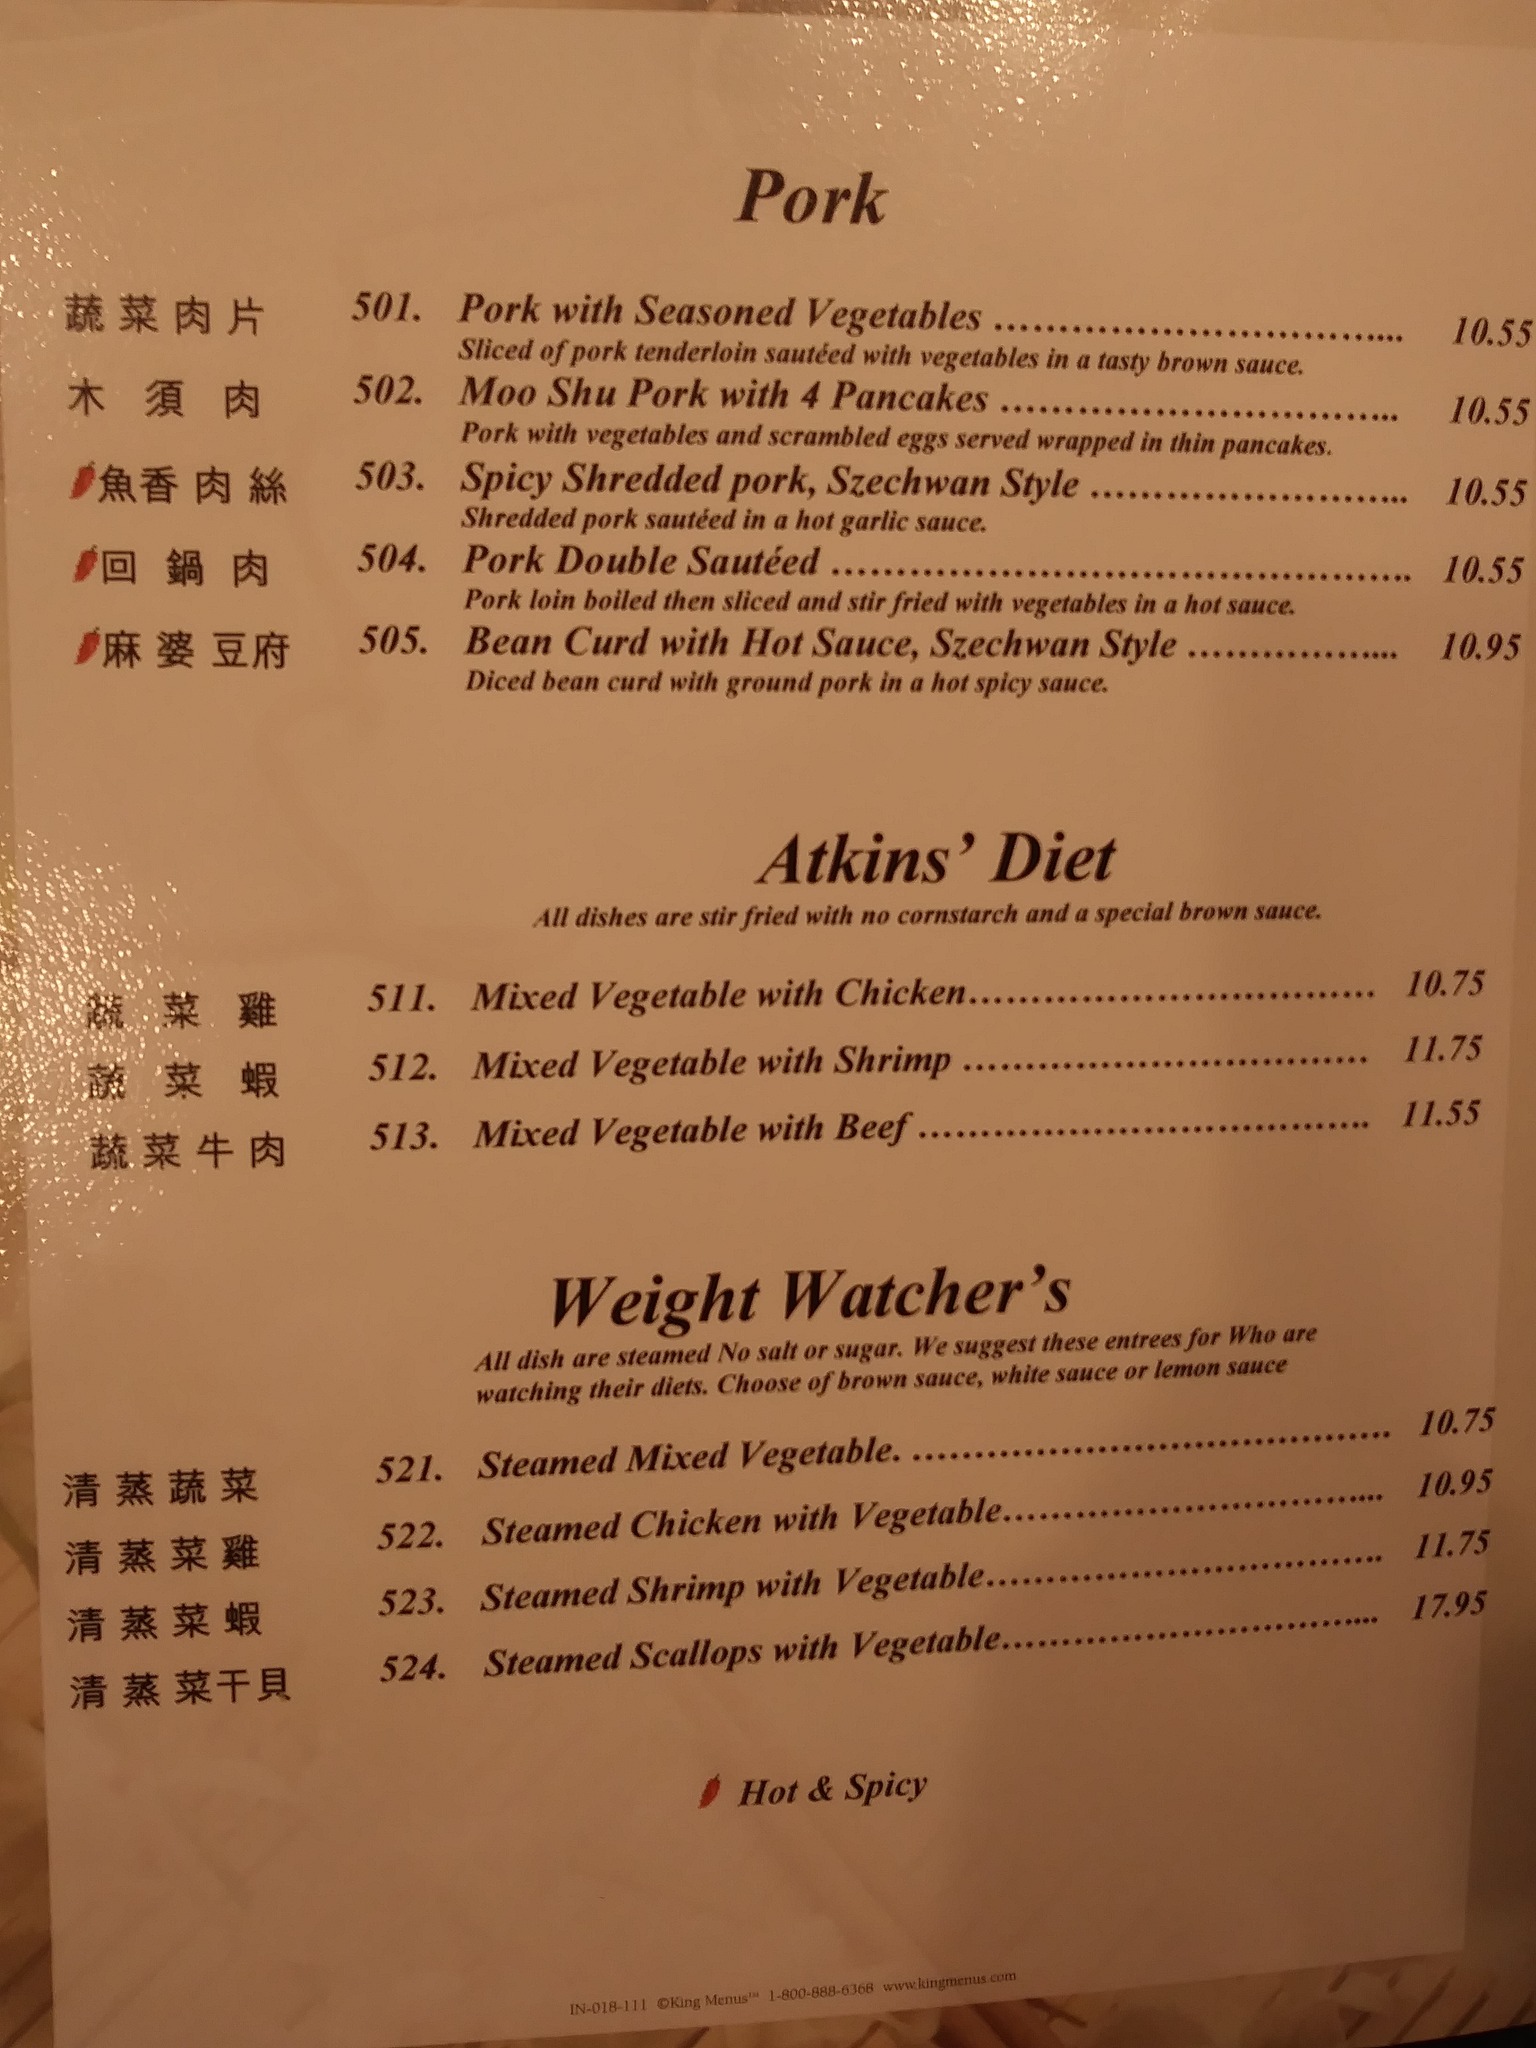 Pork
蔬菜肉片 501. Pork with Seasoned Vegetables ................................... 10.55
Sliced of pork tenderloin sautéed with vegetables in a tasty brown sauce.
木須肉 502. Moo Shu Pork with 4 Pancakes ................................... 10.55
Pork with vegetables and scrambled eggs served wrapped in thin pancakes.
魚香肉絲 503. Spicy Shredded pork, Szechwan Style ............................ 10.55
Shredded pork sautéed in a hot garlic sauce.
回鍋肉 504. Pork Double Sautéed ................................................. 10.55
Pork loin boiled then sliced and stir fried with vegetables in a hot sauce.
麻婆豆府 505. Bean Curd with Hot Sauce, Szechwan Style .................. 10.95
Diced bean curd with ground pork in a hot spicy sauce.
Atkins’ Diet
All dishes are stir fried with no cornstarch and a special brown sauce.
蔬菜雞 511. Mixed Vegetable with Chicken.................................. 10.75
蔬菜蝦 512. Mixed Vegetable with Shrimp .................................. 11.75
蔬菜牛肉 513. Mixed Vegetable with Beef ...................................... 11.55
Weight Watcher’s
All dish are steamed No salt or sugar. We suggest these entrees for Who are
watching their diets. Choose of brown sauce, white sauce or lemon sauce
清蒸蔬菜 521. Steamed Mixed Vegetable. ........................................ 10.75
清蒸菜雞 522. Steamed Chicken with Vegetable................................. 10.95
清蒸菜蝦 523. Steamed Shrimp with Vegetable.................................. 11.75
清蒸菜干貝 524. Steamed Scallops with Vegetable................................. 17.95
Hot & Spicy
IN-018-111 ©King Menus™ 1-800-888-6368 www.kingmenus.com